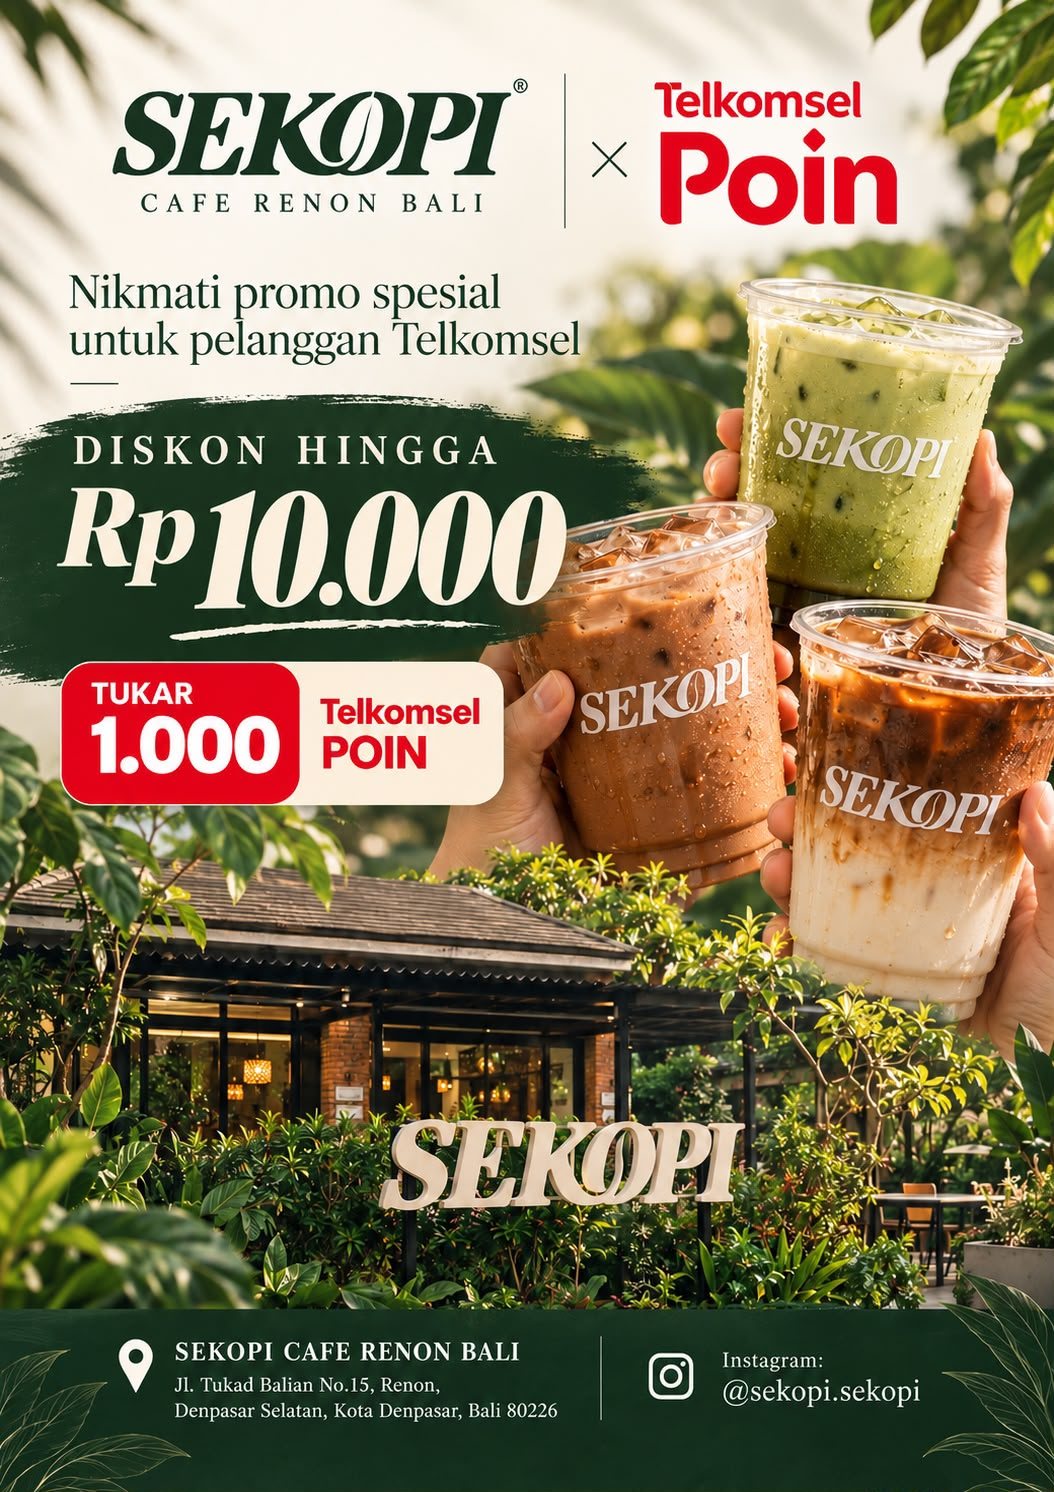 SEKOPI®
CAFE RENON BALI
×
Telkomsel
Poin
Nikmati promo spesial
untuk pelanggan Telkomsel
DISKON HINGGA
Rp10.000
TUKAR
1.000
Telkomsel
POIN
SEKOPI
SEKOPI
SEKOPI
SEKOPI
SEKOPI CAFE RENON BALI
Jl. Tukad Balian No.15, Renon,
Denpasar Selatan, Kota Denpasar, Bali 80226
Instagram:
@sekopi.sekopi